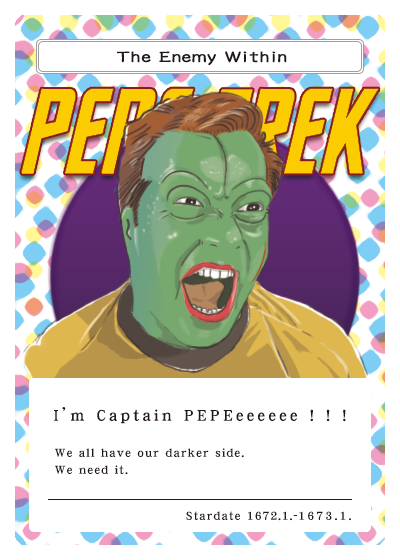 The Enemy Within
PEPE TREK
I'm Captain PEPEeeeeee ! ! !
We all have our darker side.
We need it.
Stardate 1672.1.-1673.1.